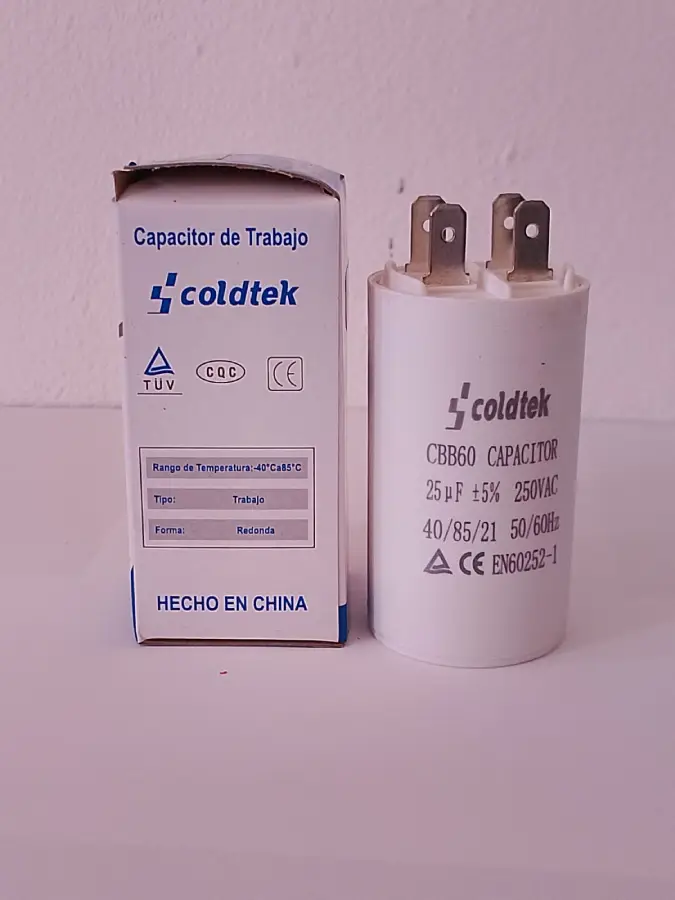 Capacitor de Trabajo
coldtek
TÜV
CQC
CE
Rango de Temperatura:-40°Ca85°C
Tipo: Trabajo
Forma: Redonda
HECHO EN CHINA
coldtek
CBB60 CAPACITOR
25μF ±5% 250VAC
40/85/21 50/60Hz
CE EN60252-1